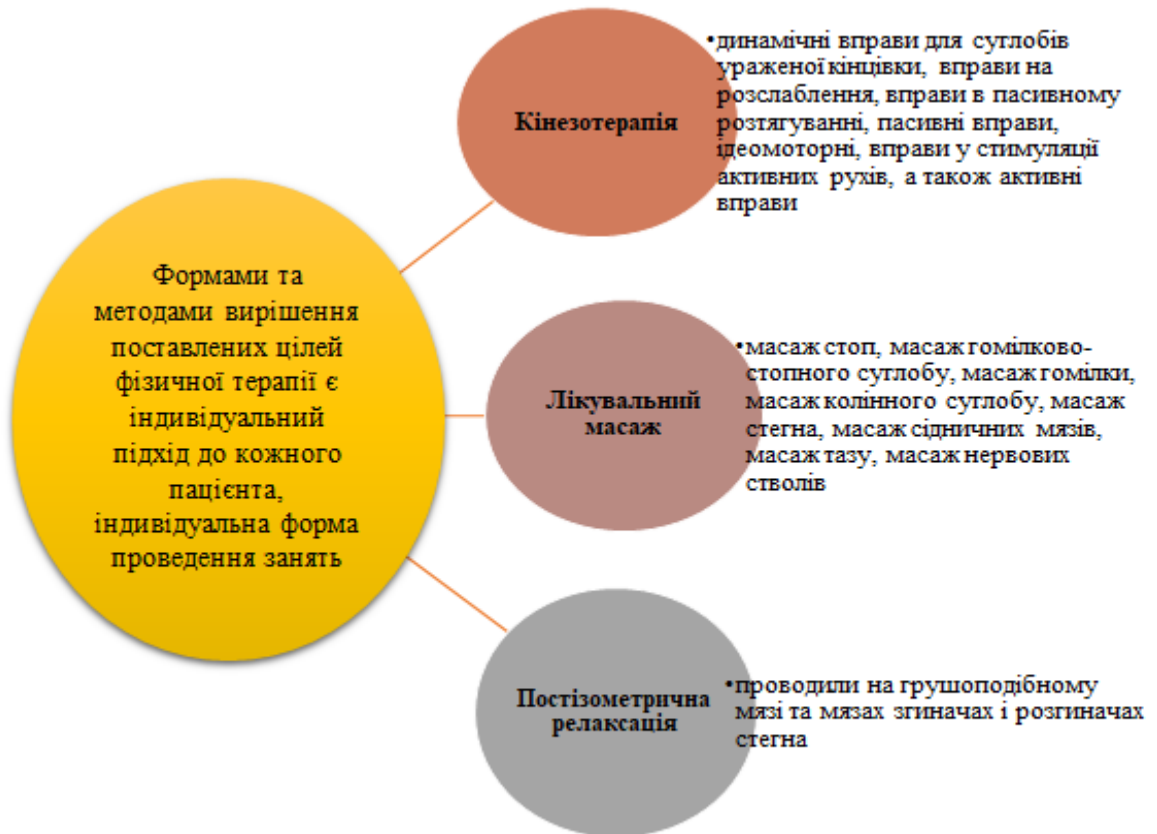 Формами та
методами вирішення
поставлених цілей
фізичної терапії є
індивідуальний
підхід до кожного
пацієнта,
індивідуальна форма
проведення занять
Кінезотерапія
•динамічні вправи для суглобів
ураженої кінцівки, вправи на
розслаблення, вправи в пасивному
розтягуванні, пасивні вправи,
ідеомоторні, вправи у стимуляції
активних рухів, а також активні
вправи
Лікувальний
масаж
•масаж стоп, масаж гомілково-
стопного суглобу, масаж гомілки,
масаж колінного суглобу, масаж
стегна, масаж сідничних мязів,
масаж тазу, масаж нервових
стволів
Постізометрична
релаксація
•проводили на грушоподібному
мязі та мязах згиначах і розгиначах
стегна